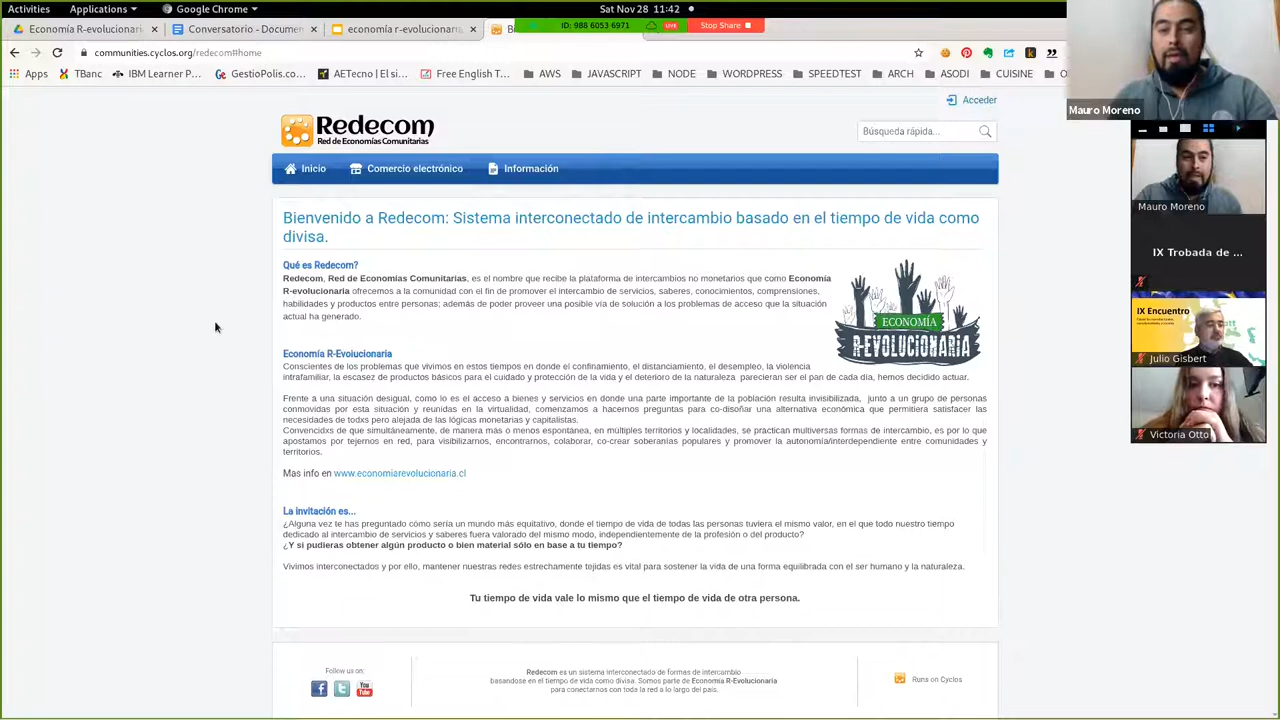 Activities Applications Google Chrome Sat Nov 28 11:42
Economía R-evolucionari Conversatorio - Documen economía r-evolucionaria ID: 988 6053 6971 LIVE Stop Share
communities.cyclos.org/redecom#home
Apps TBanc IBM Learner P... GestioPolis.co... AETecno | El si... Free English T... AWS JAVASCRIPT NODE WORDPRESS SPEEDTEST ARCH ASODI CUISINE
Mauro Moreno
Acceder
Redecom
Red de Economías Comunitarias
Búsqueda rápida...
Inicio Comercio electrónico Información
Bienvenido a Redecom: Sistema interconectado de intercambio basado en el tiempo de vida como
divisa.
Qué es Redecom?
Redecom, Red de Economías Comunitarias, es el nombre que recibe la plataforma de intercambios no monetarios que como Economía
R-evolucionaria ofrecemos a la comunidad con el fin de promover el intercambio de servicios, saberes, conocimientos, comprensiones,
habilidades y productos entre personas; además de poder proveer una posible vía de solución a los problemas de acceso que la situación
actual ha generado.
ECONOMÍA
R-EVOLUCIONARIA
Economía R-Evolucionaria
Conscientes de los problemas que vivimos en estos tiempos en donde el confinamiento, el distanciamiento, el desempleo, la violencia
intrafamiliar, la escasez de productos básicos para el cuidado y protección de la vida y el deterioro de la naturaleza parecieran ser el pan de cada día, hemos decidido actuar.
Frente a una situación desigual, como lo es el acceso a bienes y servicios en donde una parte importante de la población resulta invisibilizada, junto a un grupo de personas
conmovidas por esta situación y reunidas en la virtualidad, comenzamos a hacernos preguntas para co-diseñar una alternativa económica que permitiera satisfacer las
necesidades de todxs pero alejada de las lógicas monetarias y capitalistas.
Convencidxs de que simultáneamente, de manera más o menos espontánea, en múltiples territorios y localidades, se practican multiversas formas de intercambio, es por lo que
apostamos por tejernos en red, para visibilizarnos, encontrarnos, colaborar, co-crear soberanías populares y promover la autonomía/interdependiente entre comunidades y
territorios.
Mas info en www.economiarevolucionaria.cl
La invitación es...
¿Alguna vez te has preguntado cómo sería un mundo más equitativo, donde el tiempo de vida de todas las personas tuviera el mismo valor, en el que todo nuestro tiempo
dedicado al intercambio de servicios y saberes fuera valorado del mismo modo, independientemente de la profesión o del producto?
¿Y si pudieras obtener algún producto o bien material sólo en base a tu tiempo?
Vivimos interconectados y por ello, mantener nuestras redes estrechamente tejidas es vital para sostener la vida de una forma equilibrada con el ser humano y la naturaleza.
Tu tiempo de vida vale lo mismo que el tiempo de vida de otra persona.
Follow us on:
You
Tube
Redecom es un sistema interconectado de formas de intercambio
basandose en el tiempo de vida como divisa. Somos parte de Economía R-Evolucionaria
para conectarnos con toda la red a lo largo del pais.
Runs on Cyclos
Mauro Moreno
IX Trobada de ...
IX Encuentro
Julio Gisbert
Victoria Otto